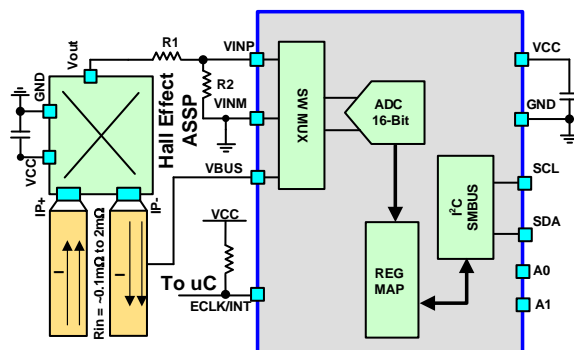 Vout
R1
VINP
R2
VINM
GND
VCC
Hall Effect
ASSP
IP+
IP-
VBUS
I
I
Rin = ~0.1mΩ to 2mΩ
VCC
To uC
ECLK/INT
SW MUX
ADC
16-Bit
REG
MAP
I²C
SMBUS
VCC
GND
SCL
SDA
A0
A1